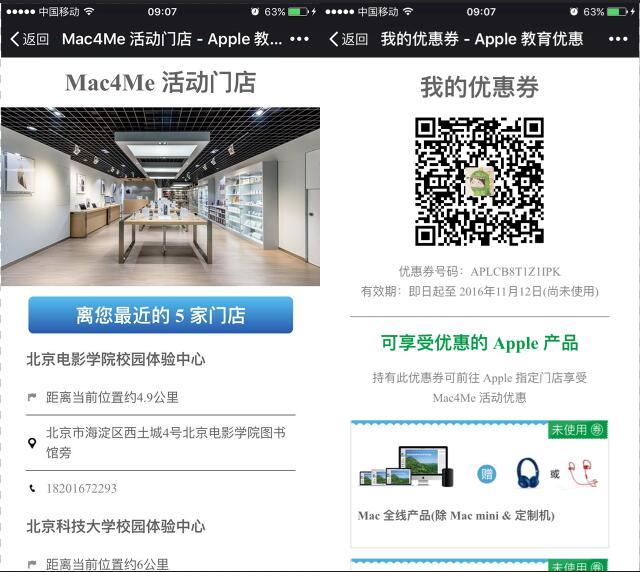 中国移动 09:07 63%
返回 Mac4Me 活动门店 - Apple 教...
Mac4Me 活动门店
离您最近的 5 家门店
北京电影学院校园体验中心
距离当前位置约4.9公里
北京市海淀区西土城4号北京电影学院图书
馆旁
18201672293
北京科技大学校园体验中心
距离当前位置约6公里
中国移动 09:07 63%
返回 我的优惠券 - Apple 教育优惠
我的优惠券
优惠券号码：APLCB8T1Z1IPK
有效期：即日起至 2016年11月12日(尚未使用)
可享受优惠的 Apple 产品
持有此优惠券可前往 Apple 指定门店享受
Mac4Me 活动优惠
未使用 券
赠 或
Mac 全线产品(除 Mac mini & 定制机)
未使用 券